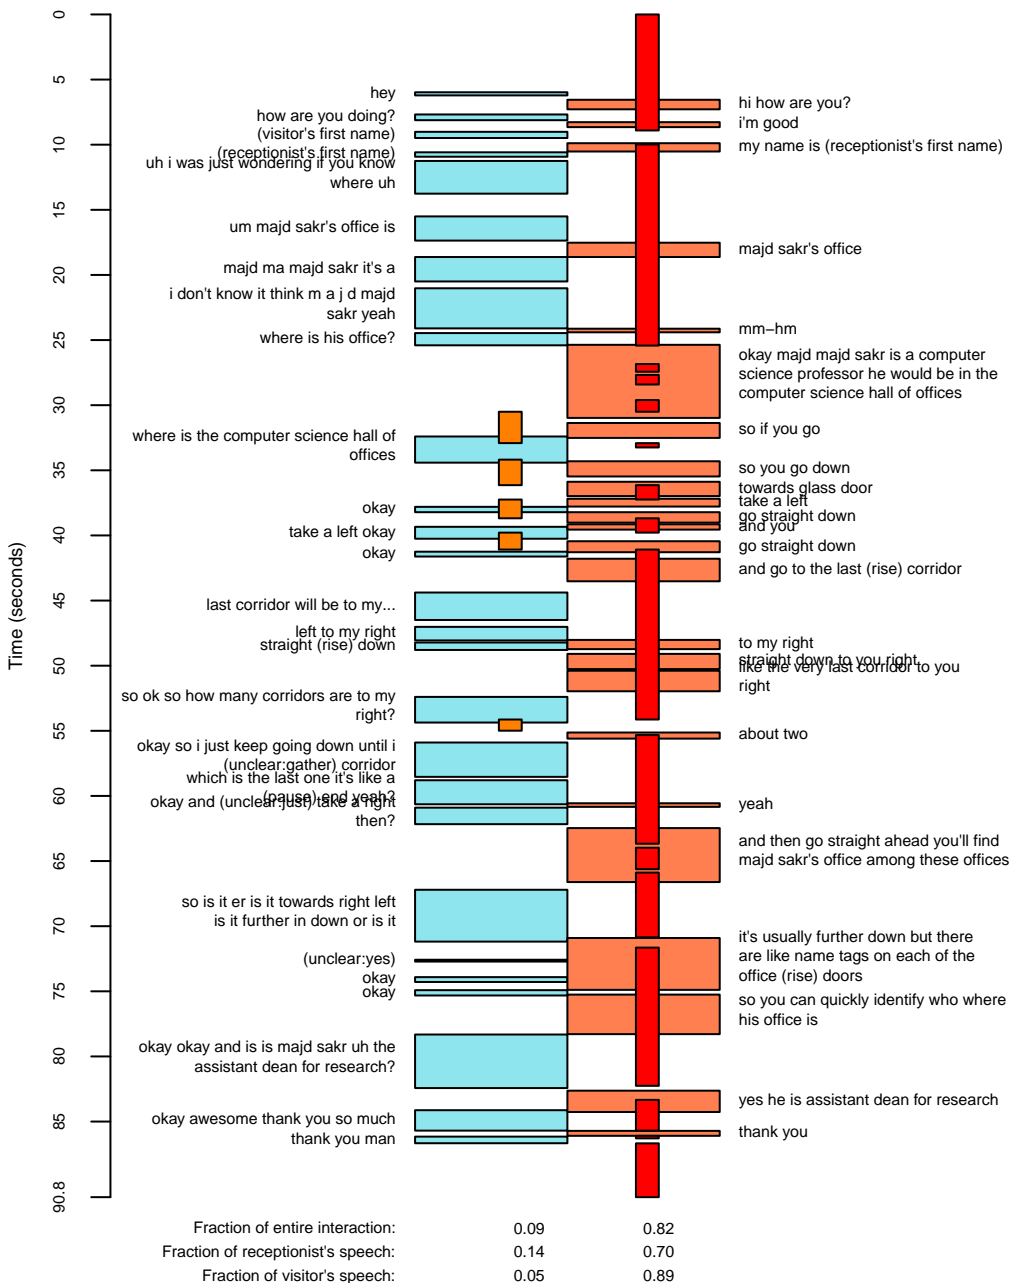 0
5
hey
hi how are you?
how are you doing?
i'm good
(visitor's first name)
10
my name is (receptionist's first name)
(receptionist's first name)
uh i was just wondering if you know
where uh
15
um majd sakr's office is
majd sakr's office
20
majd ma majd sakr it's a
i don't know it think m a j d majd
sakr yeah
mm−hm
25
where is his office?
okay majd majd sakr is a computer
science professor he would be in the
computer science hall of offices
30
so if you go
where is the computer science hall of
offices
35
so you go down
towards glass door
take a left
okay
go straight down
and you
take a left okay
40
go straight down
okay
and go to the last (rise) corridor
45
last corridor will be to my...
left to my right
to my right
straight (rise) down
50
straight down to you right
like the very last corridor to you
right
so ok so how many corridors are to my
right?
55
about two
okay so i just keep going down until i
(unclear:gather) corridor
which is the last one it's like a
(pause) end yeah?
60
yeah
okay and (unclear:just) take a right
then?
and then go straight ahead you'll find
majd sakr's office among these offices
65
so is it er is it towards right left
is it further in down or is it
70
it's usually further down but there
are like name tags on each of the
office (rise) doors
(unclear:yes)
okay
75
okay
so you can quickly identify who where
his office is
80
okay okay and is is majd sakr uh the
assistant dean for research?
yes he is assistant dean for research
85
okay awesome thank you so much
thank you
thank you man
90.8
Time (seconds)
Fraction of entire interaction: 0.09 0.82
Fraction of receptionist's speech: 0.14 0.70
Fraction of visitor's speech: 0.05 0.89